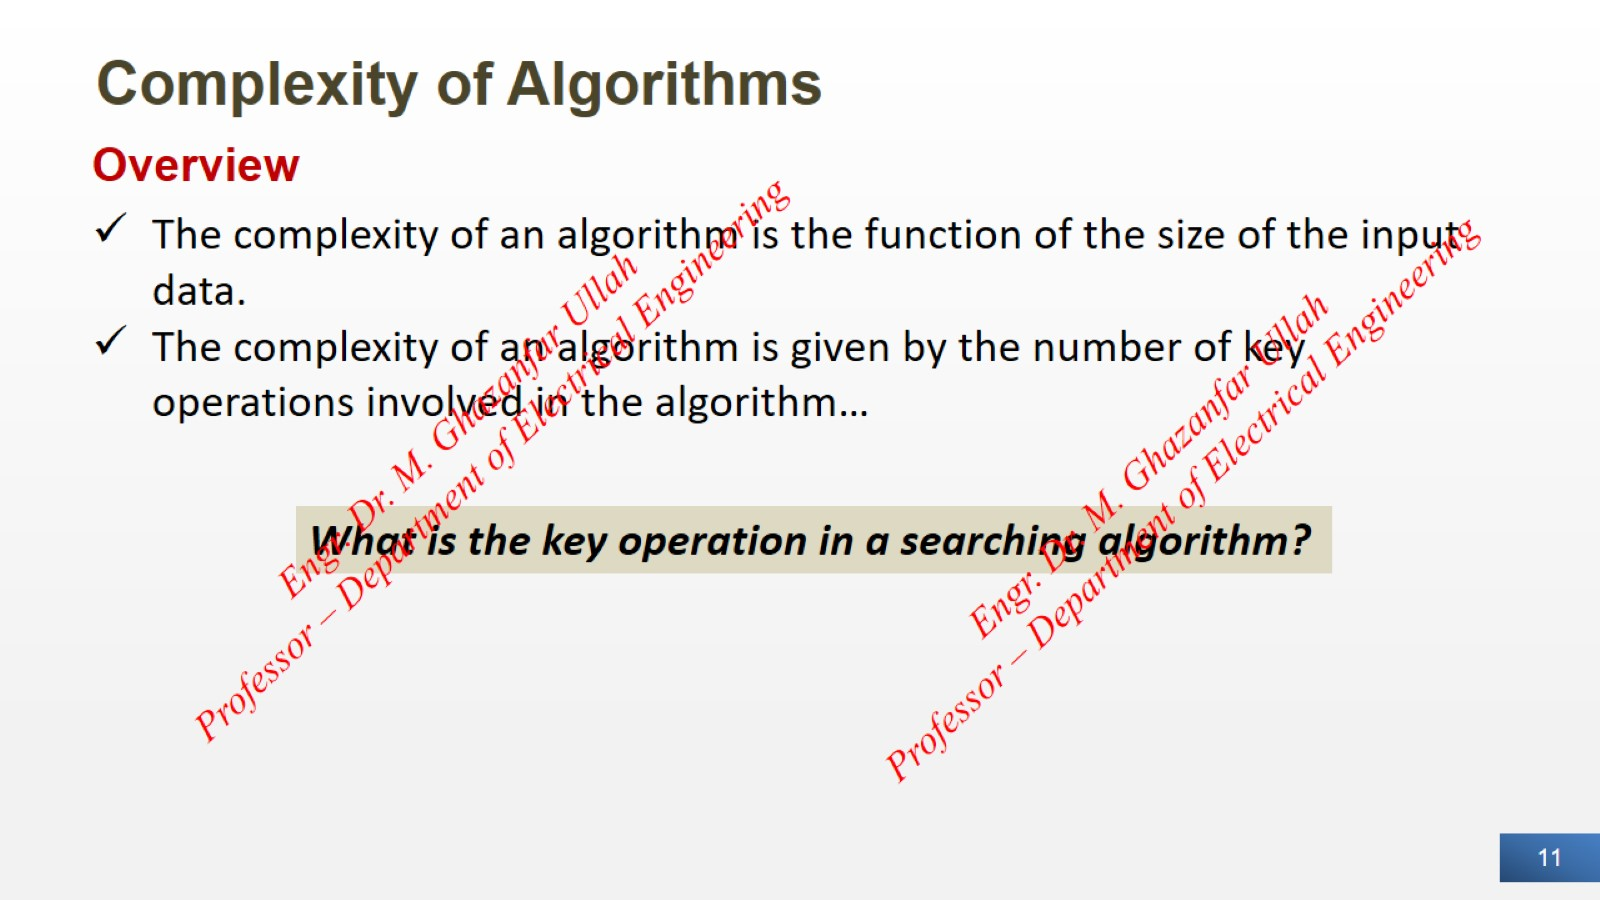 Complexity of Algorithms
Overview
✓ The complexity of an algorithm is the function of the size of the input
data.
✓ The complexity of an algorithm is given by the number of key
operations involved in the algorithm…
What is the key operation in a searching algorithm?
Engr. Dr. M. Ghazanfar Ullah
Professor – Department of Electrical Engineering
Engr. Dr. M. Ghazanfar Ullah
Professor – Department of Electrical Engineering
11